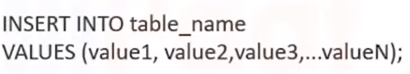 INSERT INTO table_name
VALUES (value1, value2,value3,...valueN);